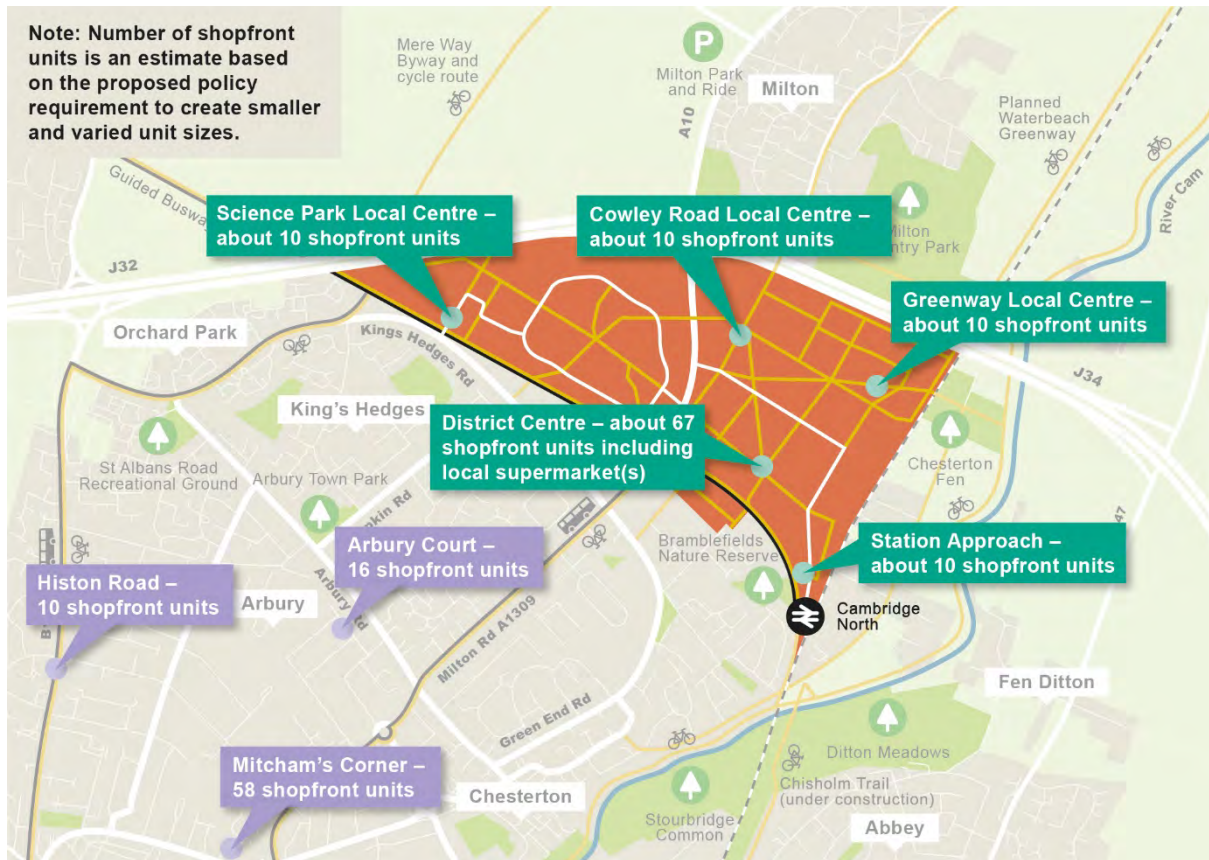 Note: Number of shopfront
units is an estimate based
on the proposed policy
requirement to create smaller
and varied unit sizes.
Mere Way
Byway and
cycle route
P
Milton Park
and Ride
Milton
A10
Planned
Waterbeach
Greenway
River Cam
Guided Busway
Science Park Local Centre –
about 10 shopfront units
Cowley Road Local Centre –
about 10 shopfront units
Milton
Country Park
J32
Greenway Local Centre –
about 10 shopfront units
Orchard Park
Kings Hedges Rd
J34
King's Hedges
District Centre – about 67
shopfront units including
local supermarket(s)
St Albans Road
Recreational Ground
Arbury Town Park
Chesterton
Fen
Arbury Court –
16 shopfront units
Bramblefields
Nature Reserve
Station Approach –
about 10 shopfront units
Histon Road –
10 shopfront units
Arbury
Arbury Rd
Milton Rd A1309
Cambridge
North
Fen Ditton
Green End Rd
Ditton Meadows
Mitcham's Corner –
58 shopfront units
Chesterton
Chisholm Trail
(under construction)
Stourbridge
Common
Abbey